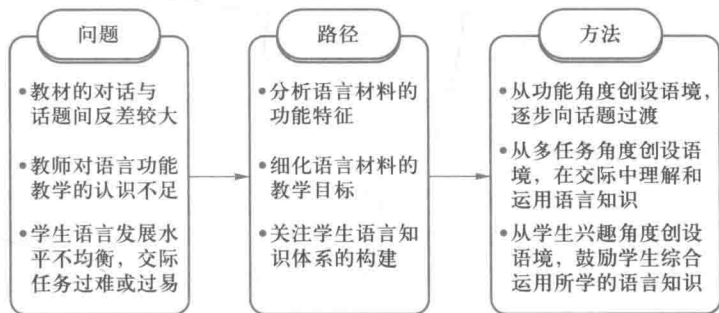 问题
•教材的对话与
话题间反差较大
•教师对语言功能
教学的认识不足
•学生语言发展水
平不均衡，交际
任务过难或过易
路径
•分析语言材料的
功能特征
•细化语言材料的
教学目标
•关注学生语言知
识体系的构建
方法
•从功能角度创设语境，
逐步向话题过渡
•从多任务角度创设语
境，在交际中理解和
运用语言知识
•从学生兴趣角度创设
语境，鼓励学生综合
运用所学的语言知识